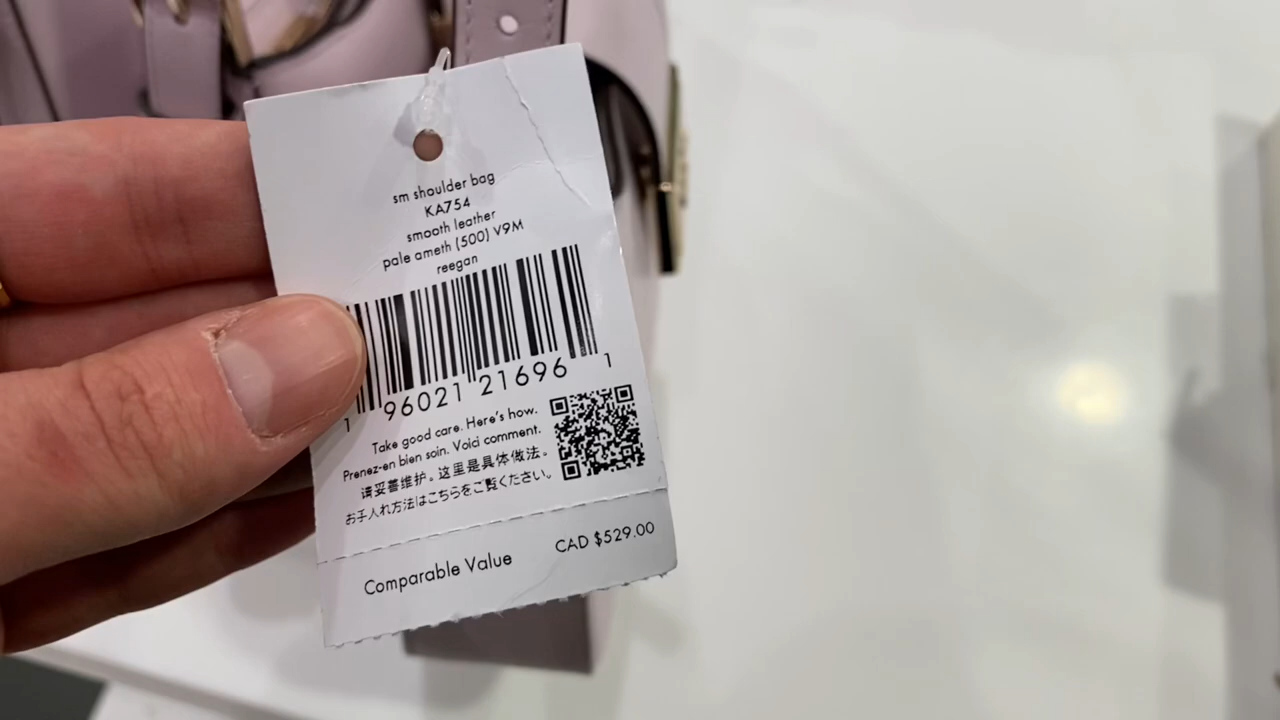 sm shoulder bag
KA754
smooth leather
pale ameth (500) V9M
reegan
1 96021 21696 1
Take good care. Here's how.
Prenez-en bien soin. Voici comment.
请妥善维护。这里是具体做法。
お手入れ方法はこちらをご覧ください。
Comparable Value CAD $529.00